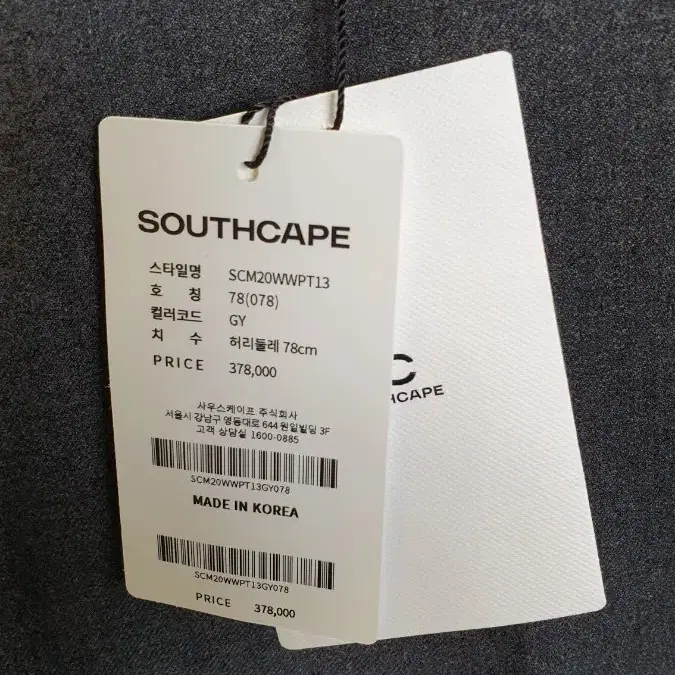 SOUTHCAPE
스타일명 SCM20WWPT13
호 칭 78(078)
컬러코드 GY
치 수 허리둘레 78cm
PRICE 378,000
사우스케이프 주식회사
서울시 강남구 영동대로 644 원일빌딩 3F
고객 상담실 1600-0885
SCM20WWPT13GY078
MADE IN KOREA
SCM20WWPT13GY078
PRICE 378,000
C
HCAPE